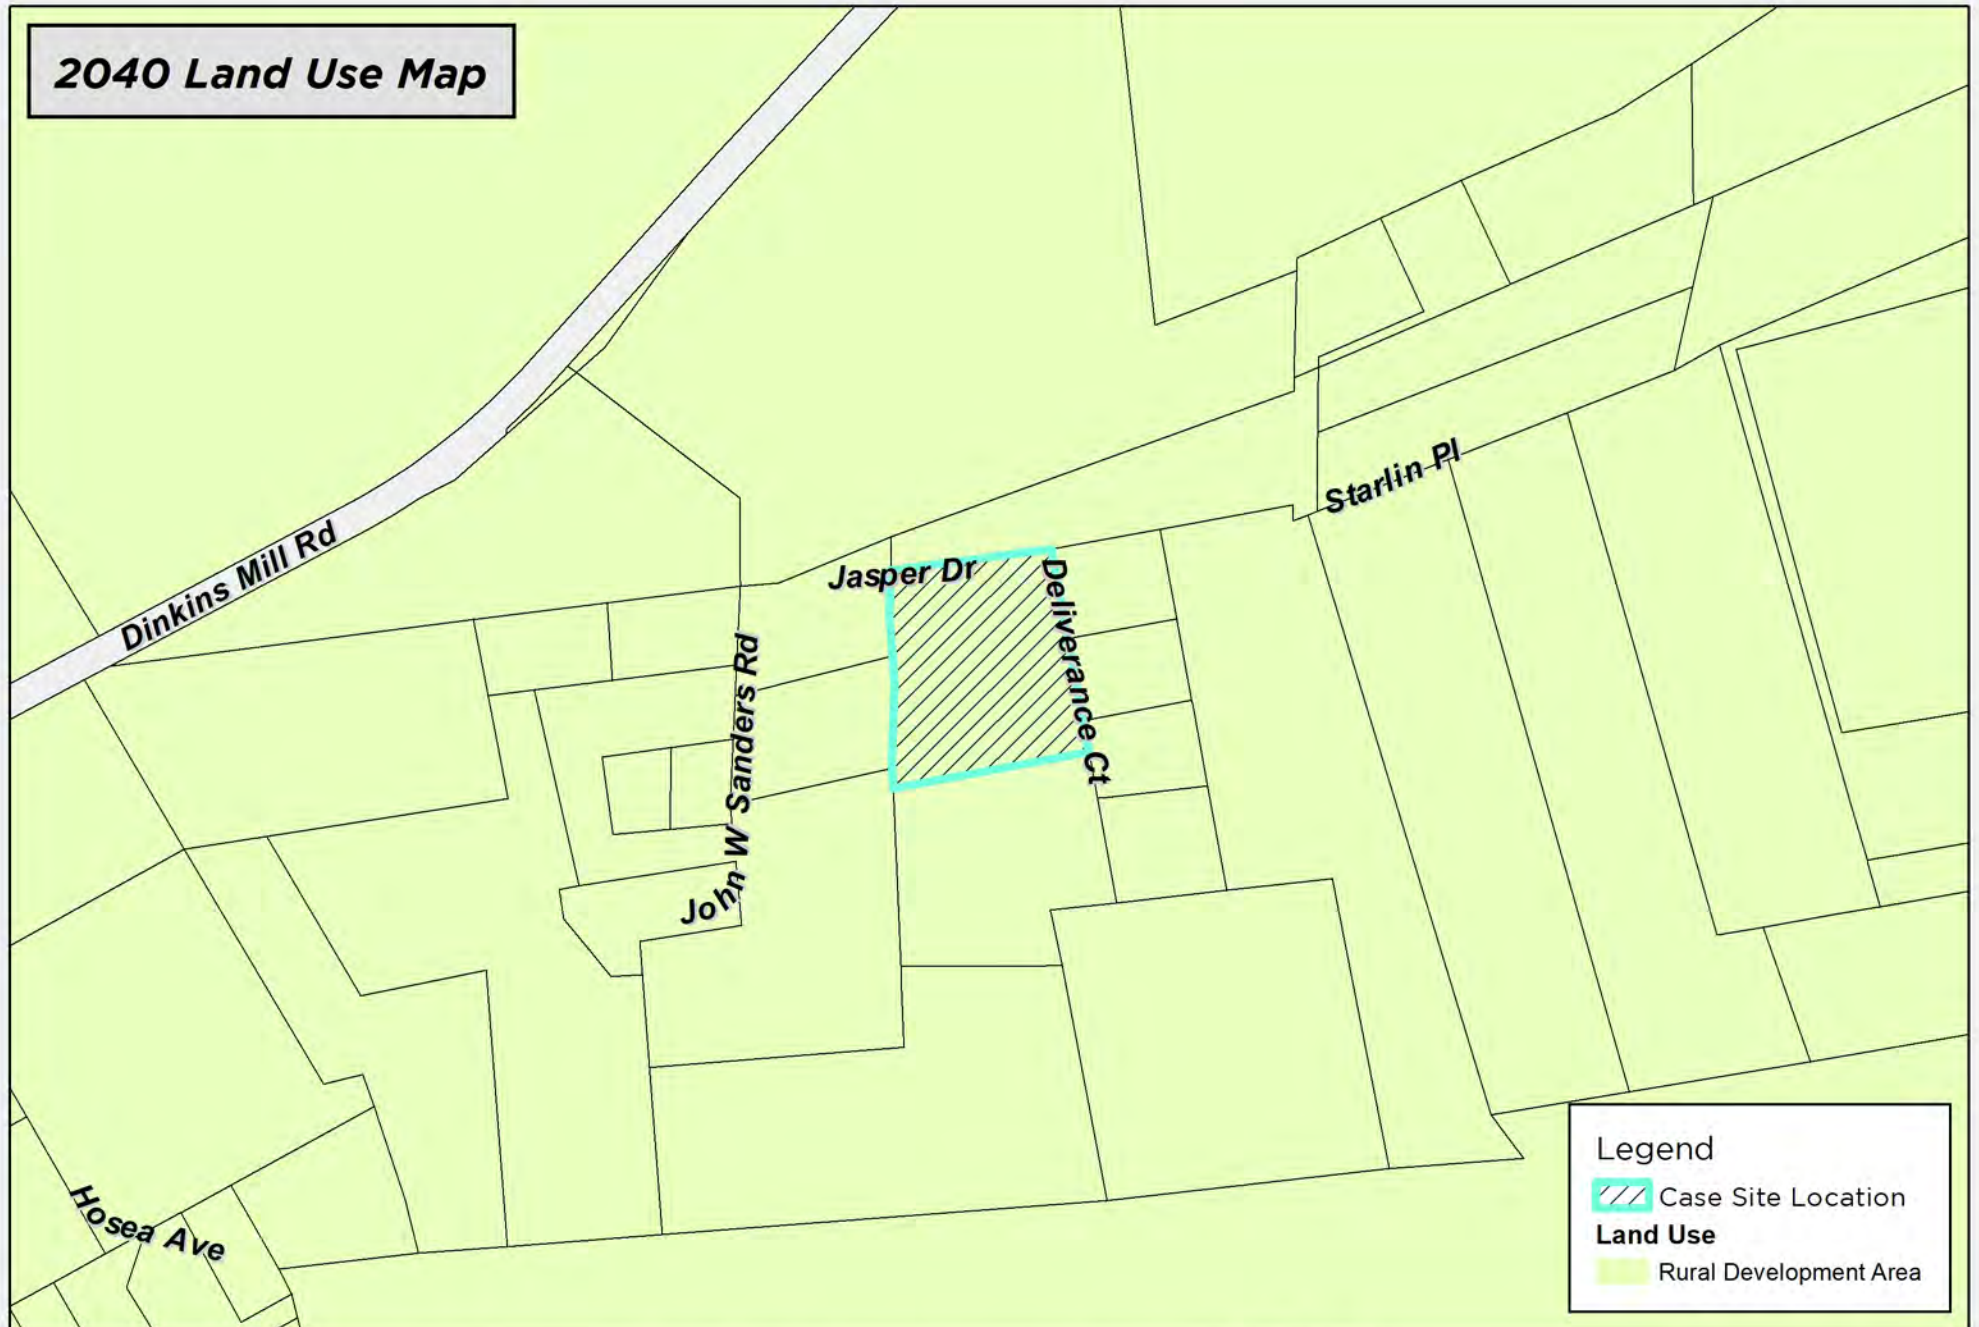 2040 Land Use Map
Dinkins Mill Rd
Starlin Pl
Jasper Dr
Deliverance Ct
John W Sanders Rd
Hosea Ave
Legend
Case Site Location
Land Use
Rural Development Area